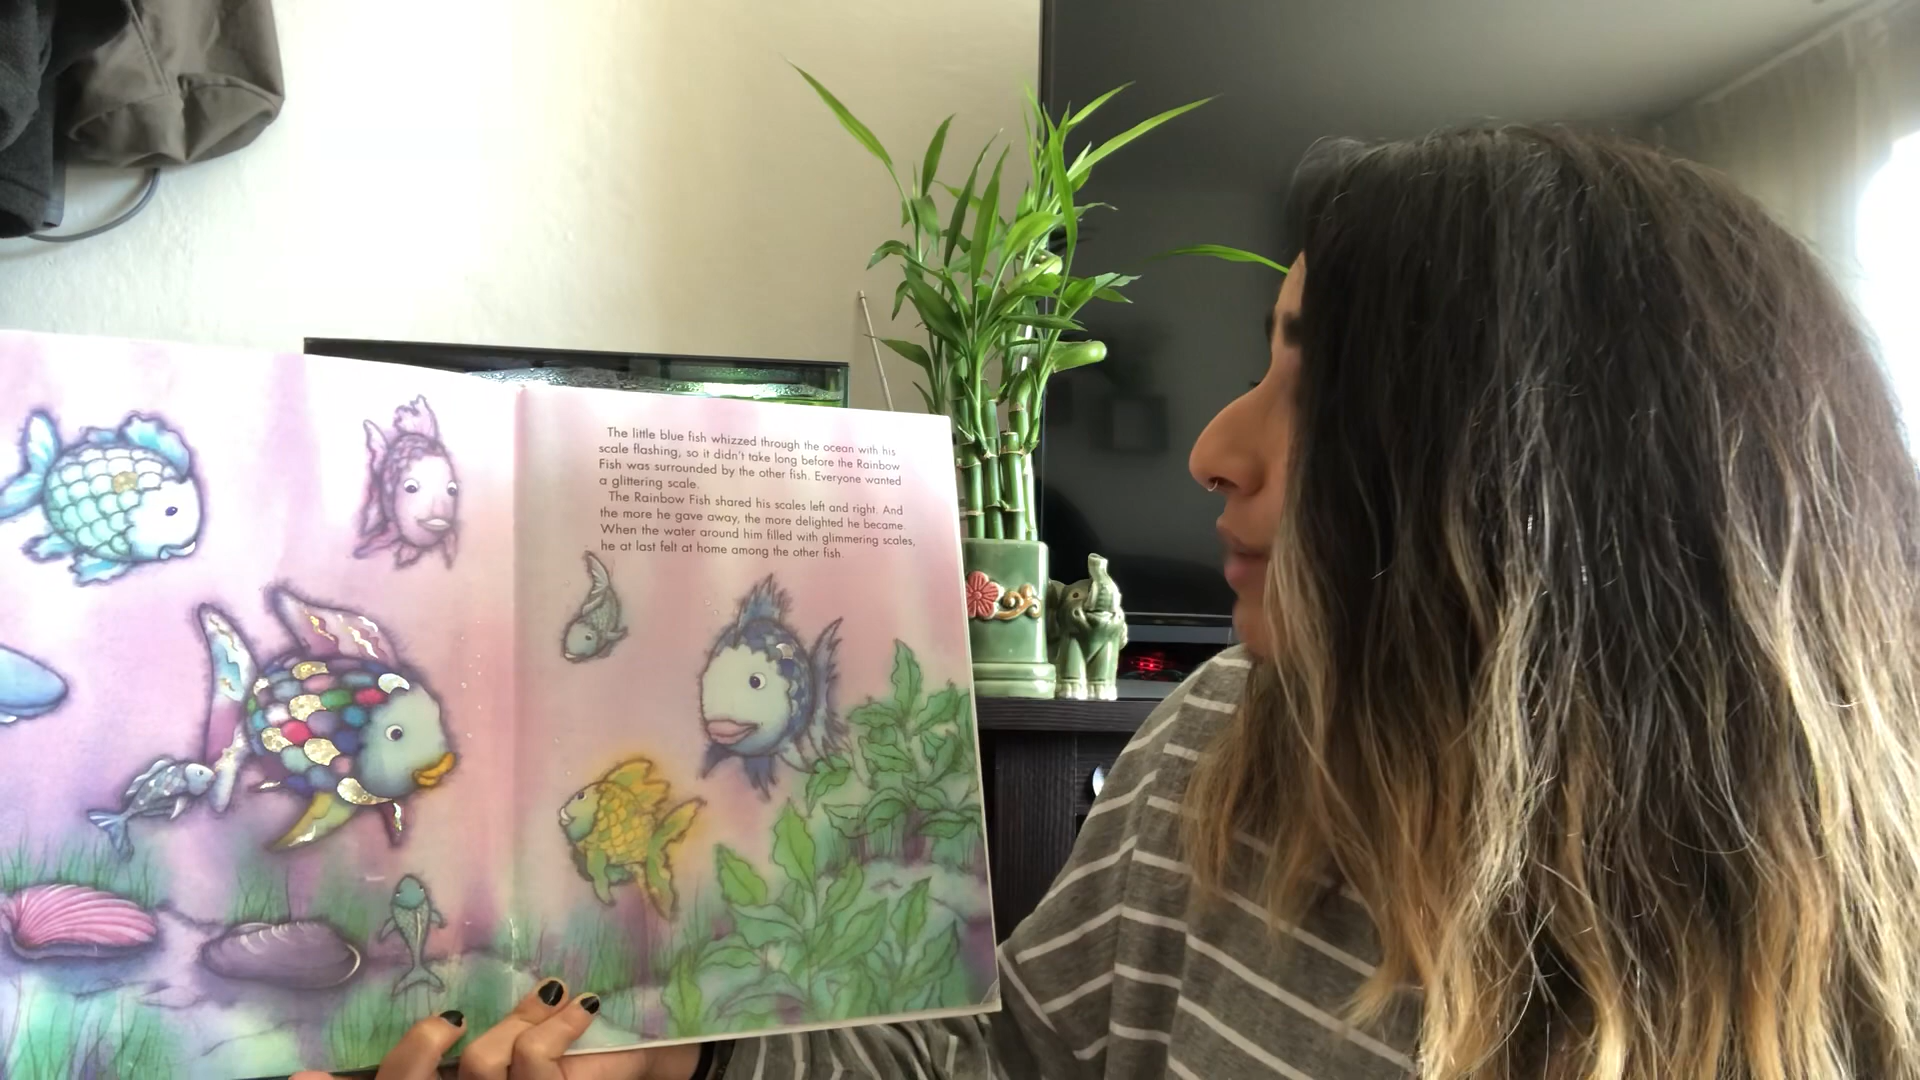 The little blue fish whizzed through the ocean with his
scale flashing, so it didn't take long before the Rainbow
Fish was surrounded by the other fish. Everyone wanted
a glittering scale.
The Rainbow Fish shared his scales left and right. And
the more he gave away, the more delighted he became.
When the water around him filled with glimmering scales,
he at last felt at home among the other fish.